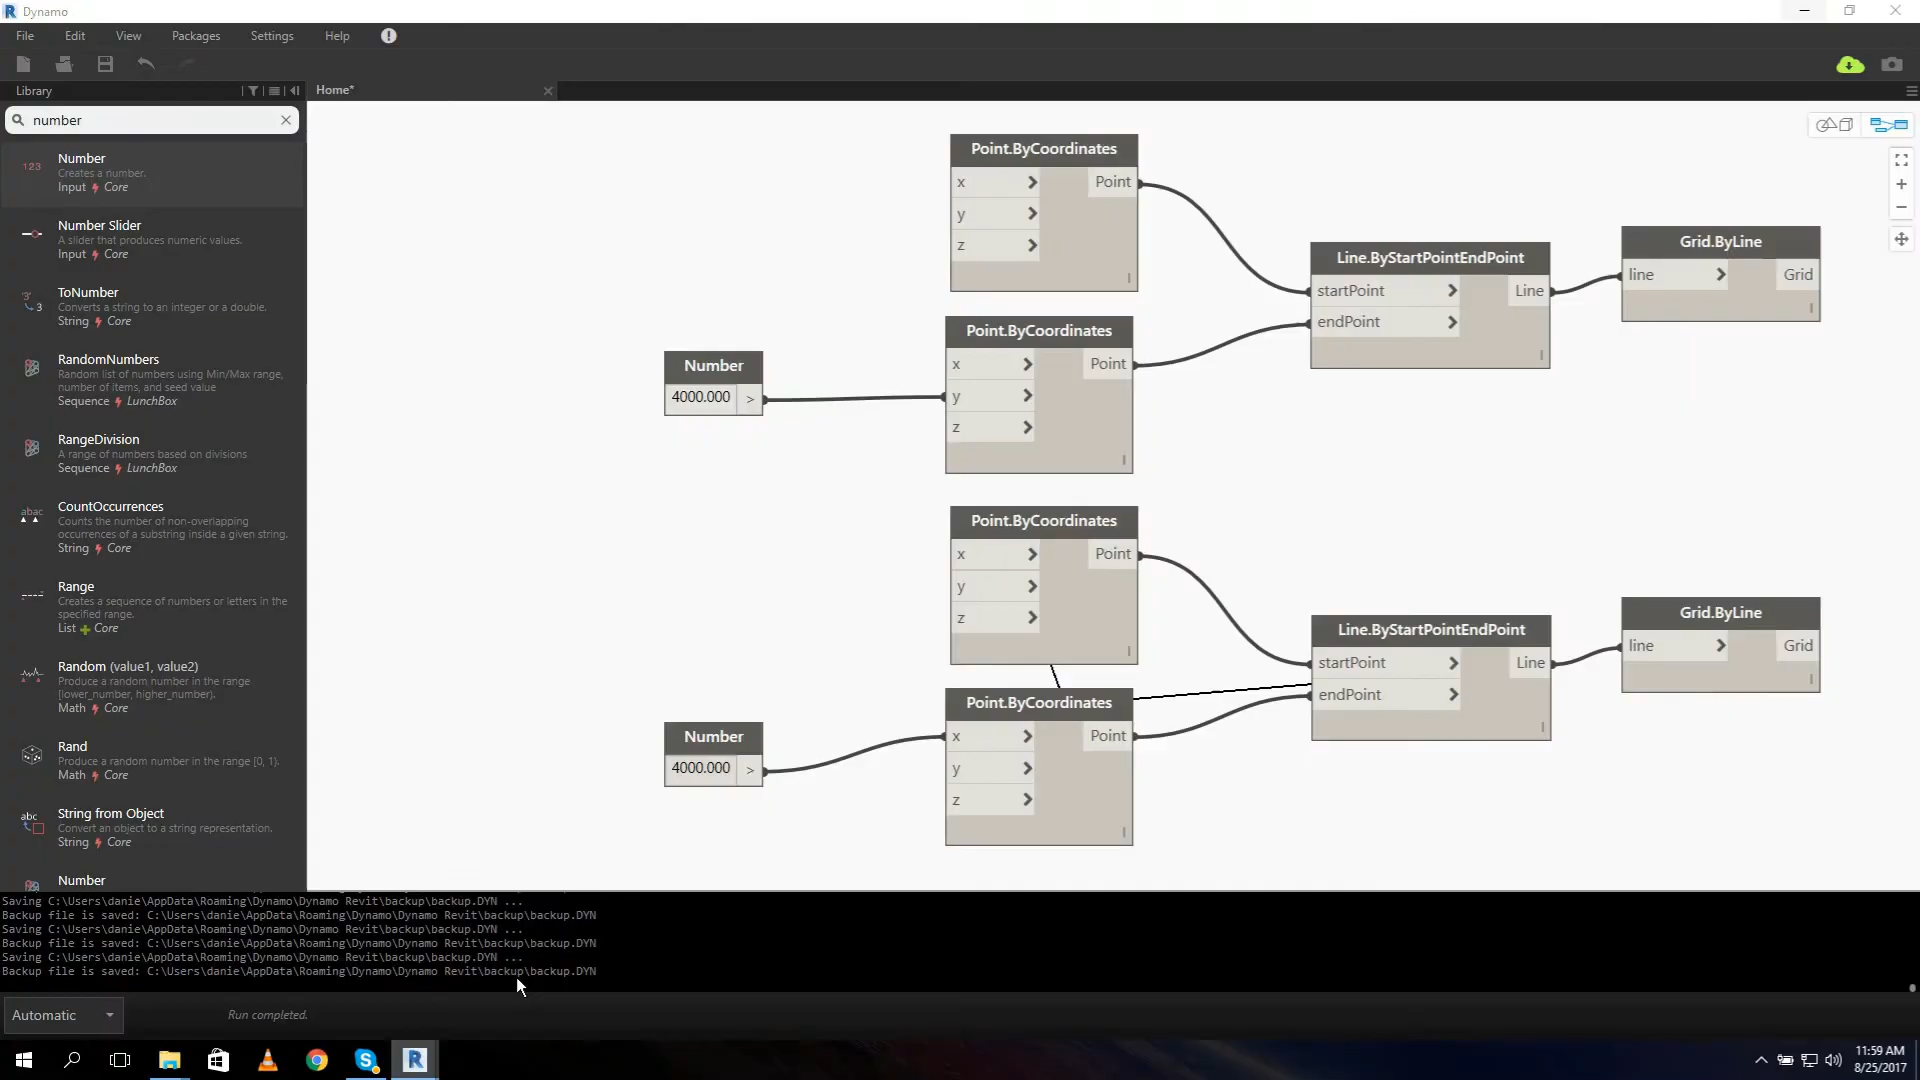 Dynamo
File Edit View Packages Settings Help
Library
Home*
number
Number
Creates a number.
Input Core
Number Slider
A slider that produces numeric values.
Input Core
ToNumber
Converts a string to an integer or a double.
String Core
RandomNumbers
Random list of numbers using Min/Max range,
number of items, and seed value
Sequence LunchBox
RangeDivision
A range of numbers based on divisions
Sequence LunchBox
CountOccurrences
Counts the number of non-overlapping
occurrences of a substring inside a given string.
String Core
Range
Creates a sequence of numbers or letters in the
specified range.
List Core
Random (value1, value2)
Produce a random number in the range
[lower_number, higher_number).
Math Core
Rand
Produce a random number in the range [0, 1).
Math Core
String from Object
Convert an object to a string representation.
String Core
Number
Point.ByCoordinates
x > Point
y >
z >
Number
4000.000 >
Point.ByCoordinates
x > Point
y >
z >
Line.ByStartPointEndPoint
startPoint > Line
endPoint >
Grid.ByLine
line > Grid
Point.ByCoordinates
x > Point
y >
z >
Number
4000.000 >
Point.ByCoordinates
x > Point
y >
z >
Line.ByStartPointEndPoint
startPoint > Line
endPoint >
Grid.ByLine
line > Grid
Saving C:\Users\danie\AppData\Roaming\Dynamo\Dynamo Revit\backup\backup.DYN ...
Backup file is saved: C:\Users\danie\AppData\Roaming\Dynamo\Dynamo Revit\backup\backup.DYN
Saving C:\Users\danie\AppData\Roaming\Dynamo\Dynamo Revit\backup\backup.DYN ...
Backup file is saved: C:\Users\danie\AppData\Roaming\Dynamo\Dynamo Revit\backup\backup.DYN
Saving C:\Users\danie\AppData\Roaming\Dynamo\Dynamo Revit\backup\backup.DYN ...
Backup file is saved: C:\Users\danie\AppData\Roaming\Dynamo\Dynamo Revit\backup\backup.DYN
Automatic
Run completed.
11:59 AM
8/25/2017